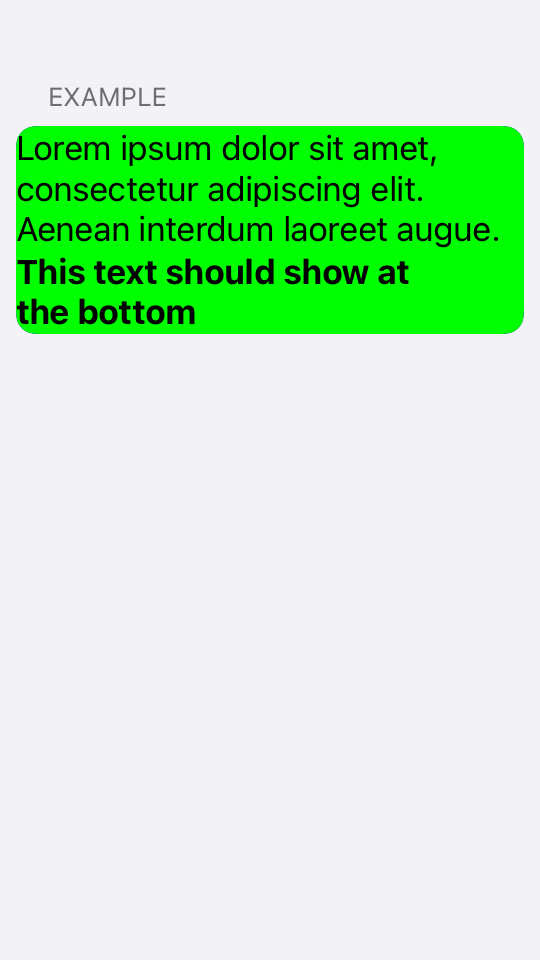 EXAMPLE
Lorem ipsum dolor sit amet,
consectetur adipiscing elit.
Aenean interdum laoreet augue.
This text should show at
the bottom